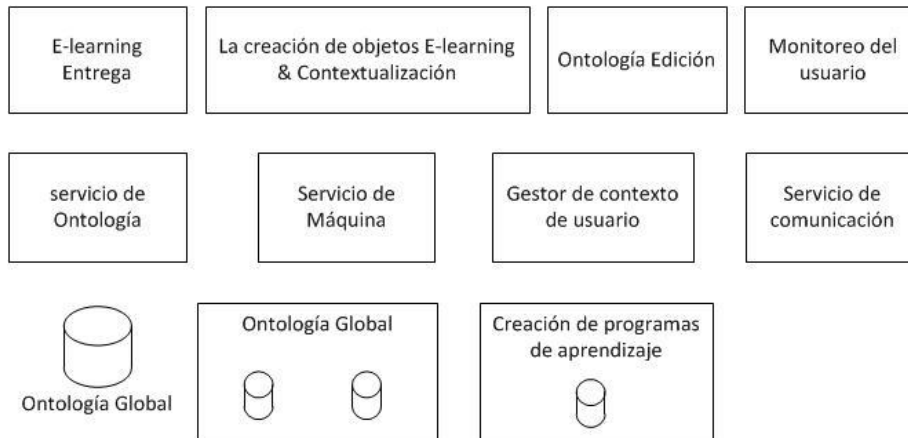 E-learning
Entrega
La creación de objetos E-learning
& Contextualización
Ontología Edición
Monitoreo del
usuario
servicio de
Ontología
Servicio de
Máquina
Gestor de contexto
de usuario
Servicio de
comunicación
Ontología Global
Ontología Global
Creación de programas
de aprendizaje